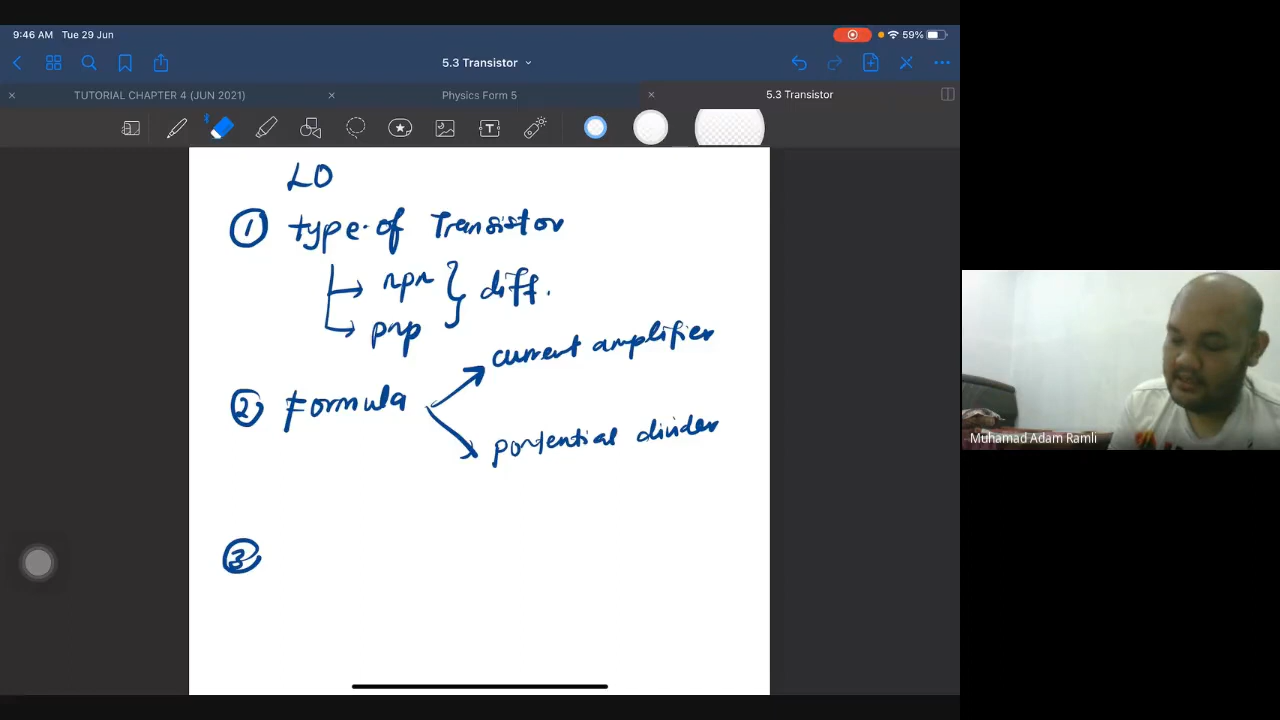 9:46 AM Tue 29 Jun
59%
5.3 Transistor
TUTORIAL CHAPTER 4 (JUN 2021)
Physics Form 5
5.3 Transistor
LO
① type of Transistor
npn } diff.
pnp
current amplifier
② Formula
portential divider
③
Muhamad Adam Ramli